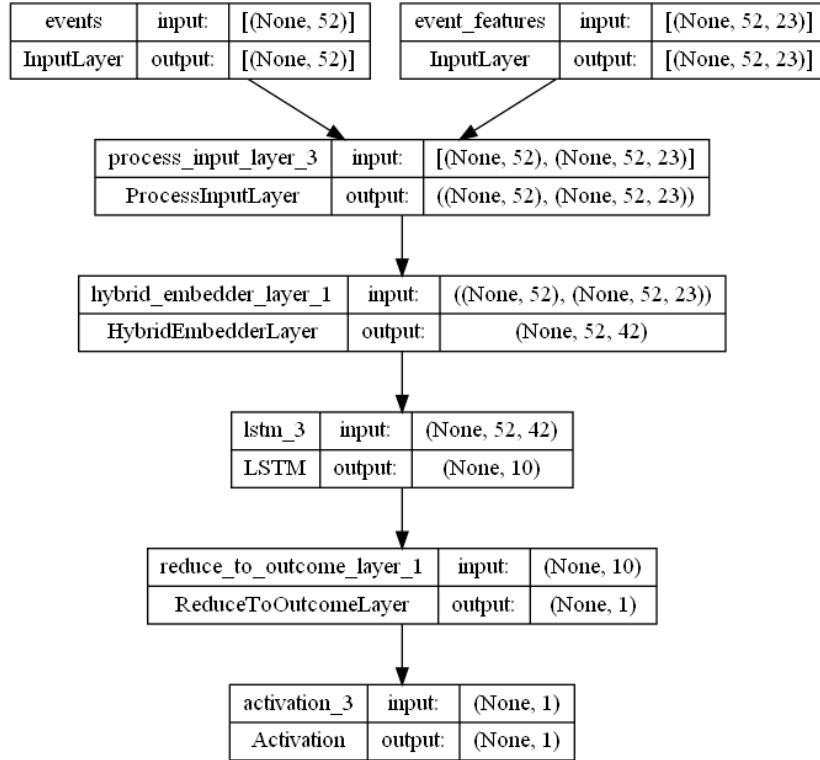 events input: [(None, 52)]
InputLayer output: [(None, 52)]
event_features input: [(None, 52, 23)]
InputLayer output: [(None, 52, 23)]
process_input_layer_3 input: [(None, 52), (None, 52, 23)]
ProcessInputLayer output: ((None, 52), (None, 52, 23))
hybrid_embedder_layer_1 input: ((None, 52), (None, 52, 23))
HybridEmbedderLayer output: (None, 52, 42)
lstm_3 input: (None, 52, 42)
LSTM output: (None, 10)
reduce_to_outcome_layer_1 input: (None, 10)
ReduceToOutcomeLayer output: (None, 1)
activation_3 input: (None, 1)
Activation output: (None, 1)